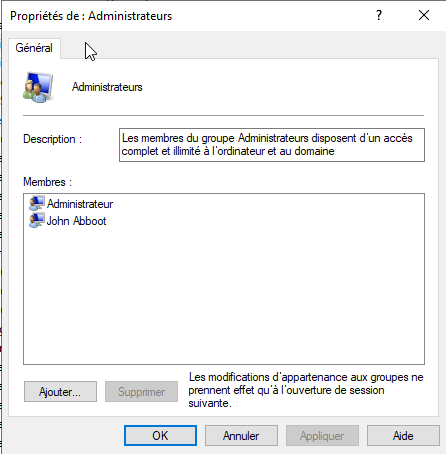 Propriétés de : Administrateurs
?
Général
Administrateurs
Description :
Les membres du groupe Administrateurs disposent d'un accès
complet et illimité à l'ordinateur et au domaine
Membres :
Administrateur
John Abboot
Ajouter...
Supprimer
Les modifications d'appartenance aux groupes ne
prennent effet qu'à l'ouverture de session
suivante.
OK
Annuler
Appliquer
Aide